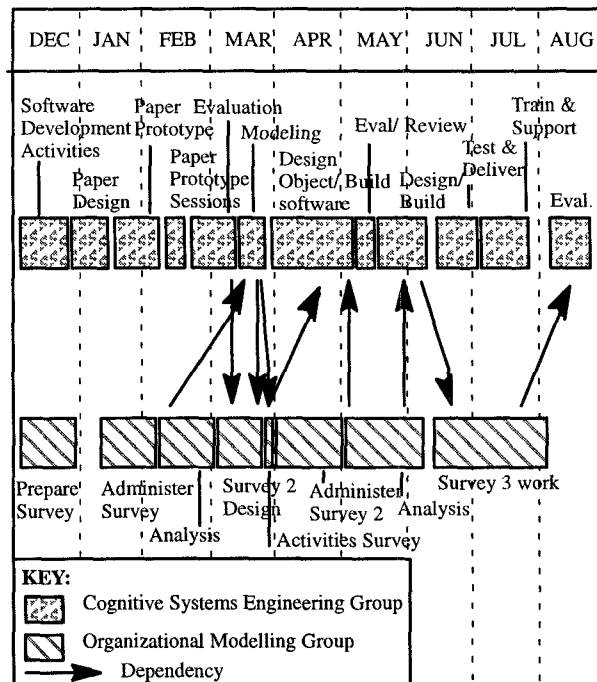 DEC JAN FEB MAR APR MAY JUN JUL AUG
Software
Development
Activities
Paper
Design
Paper
Prototype
Paper
Prototype
Sessions
Evaluation
Modeling
Design
Object/Build
software
Eval/ Review
Design/
Build
Test &
Deliver
Train &
Support
Eval.
Prepare
Survey
Administer
Survey
Analysis
Survey 2
Design
Activities Survey
Administer
Survey 2
Analysis
Survey 3 work
KEY:
Cognitive Systems Engineering Group
Organizational Modelling Group
Dependency